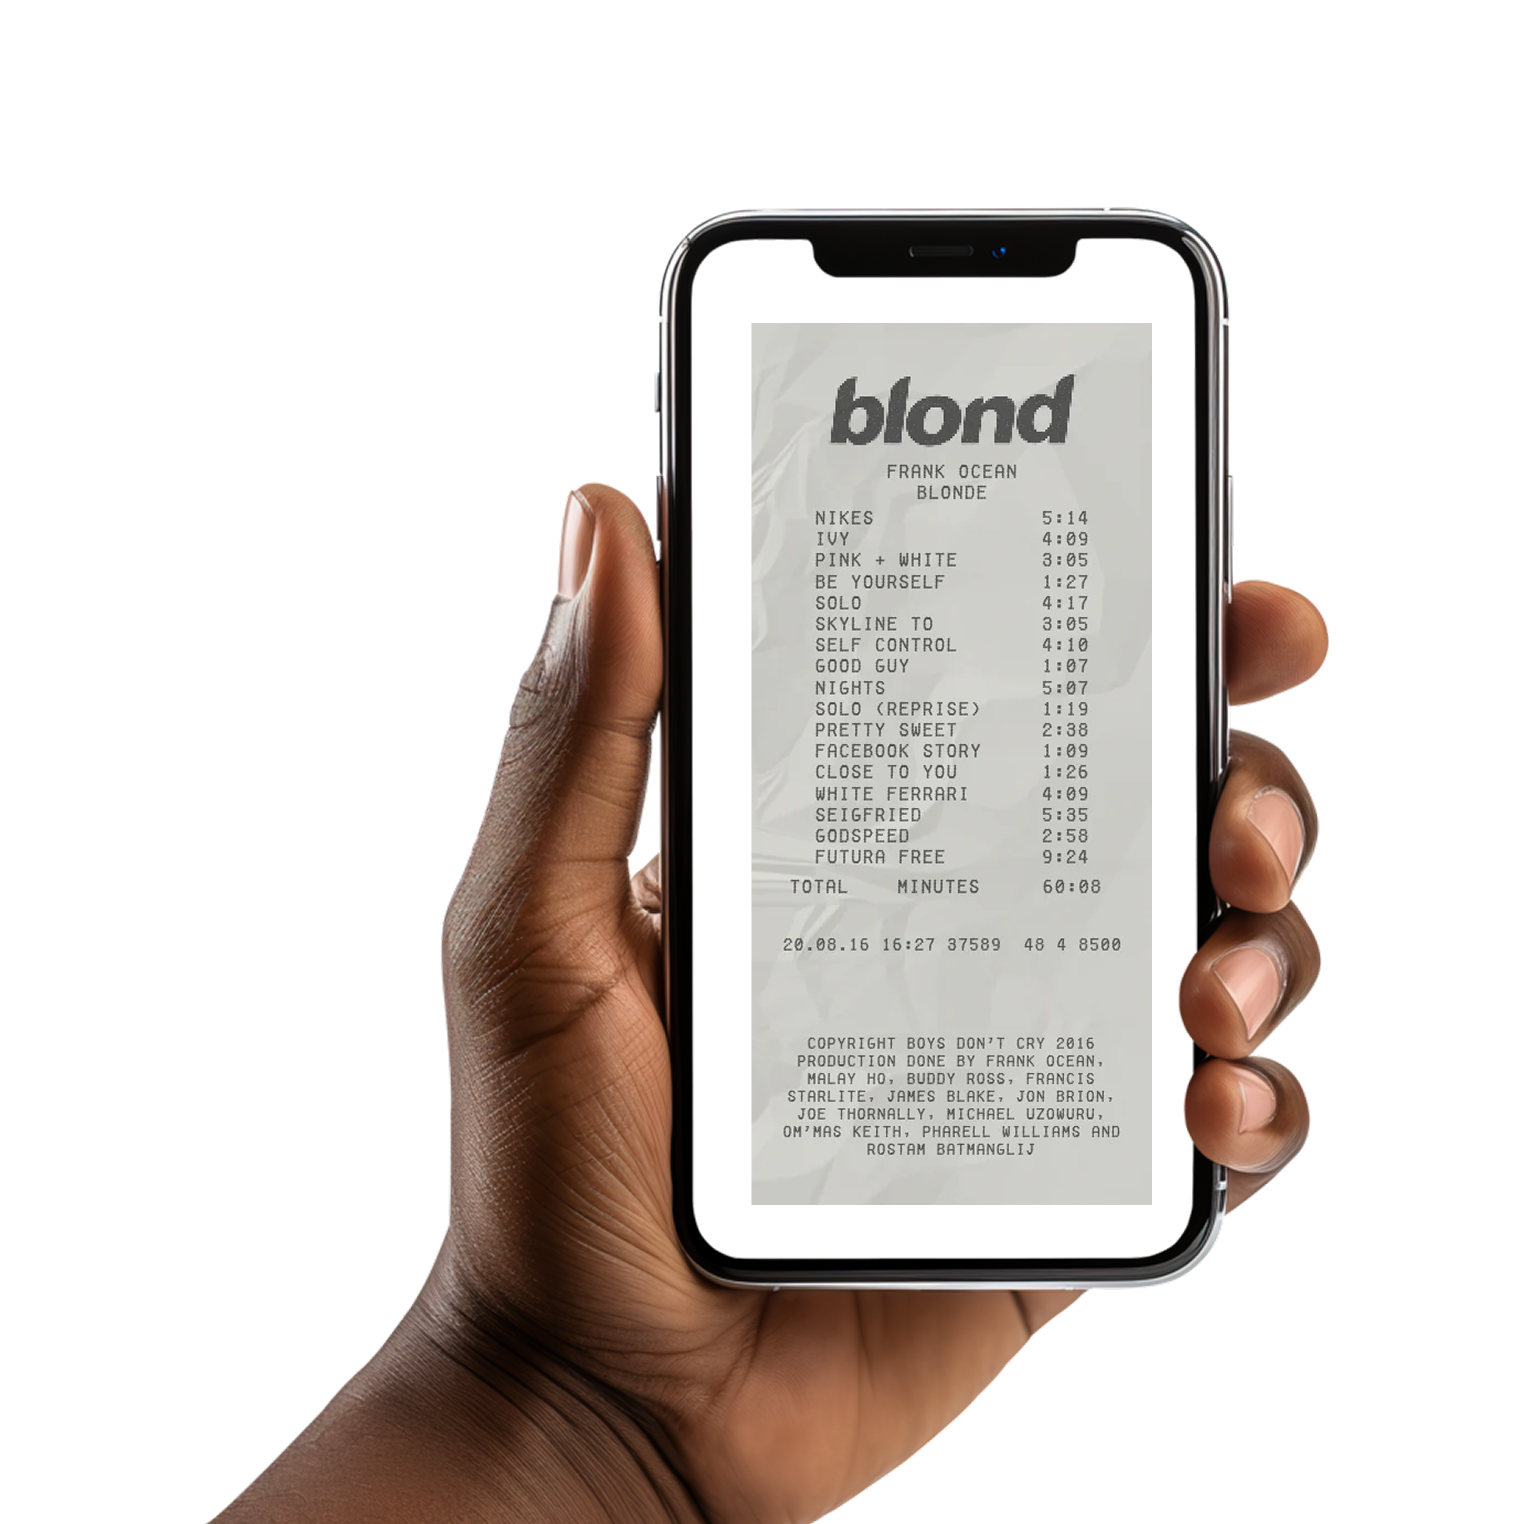 blond
FRANK OCEAN
BLONDE
NIKES 5:14
IVY 4:09
PINK + WHITE 3:05
BE YOURSELF 1:27
SOLO 4:17
SKYLINE TO 3:05
SELF CONTROL 4:10
GOOD GUY 1:07
NIGHTS 5:07
SOLO (REPRISE) 1:19
PRETTY SWEET 2:38
FACEBOOK STORY 1:09
CLOSE TO YOU 1:26
WHITE FERRARI 4:09
SEIGFRIED 5:35
GODSPEED 2:58
FUTURA FREE 9:24
TOTAL MINUTES 60:08
20.08.16 16:27 37589 48 4 8500
COPYRIGHT BOYS DON'T CRY 2016
PRODUCTION DONE BY FRANK OCEAN,
MALAY HO, BUDDY ROSS, FRANCIS
STARLITE, JAMES BLAKE, JON BRION,
JOE THORNALLY, MICHAEL UZOWURU,
OM'MAS KEITH, PHARELL WILLIAMS AND
ROSTAM BATMANGLIJ